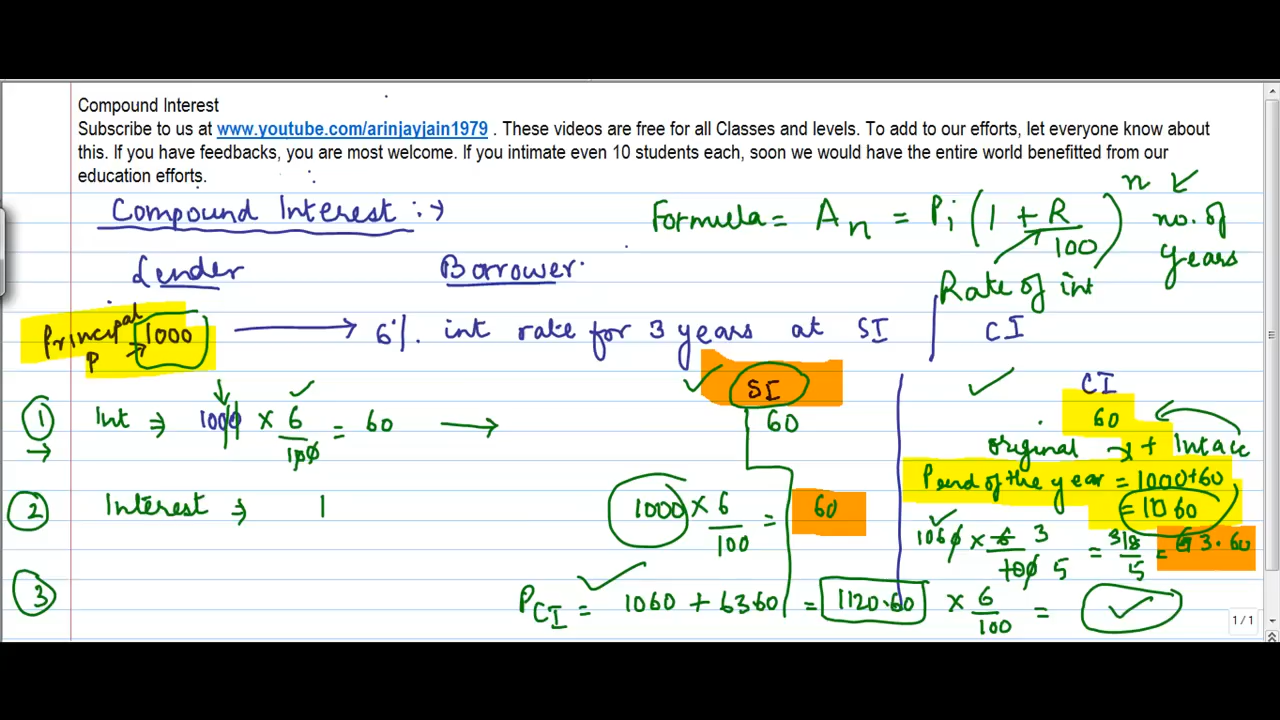 Compound Interest
Subscribe to us at www.youtube.com/arinjayjain1979 . These videos are free for all Classes and levels. To add to our efforts, let everyone know about
this. If you have feedbacks, you are most welcome. If you intimate even 10 students each, soon we would have the entire world benefitted from our
education efforts.
Compound Interest :→
Formula = An = Pi (1 + R/100)^n
no. of years
Rate of int
Lender Borrower
Principal P → 1000 → 6% int rate for 3 years at SI | CI
SI CI
1 Int ⇒ 1000 × 6/100 = 60 → 60 60
original → + Int acc
P end of the year = 1000+60
= 1060
2 Interest ⇒ 1 1000 × 6/100 = 60
1060 × 6/100 3 5 = 318/5 = 63.60
3 PCI = 1060 + 63.60 = 1120.60 × 6/100 =
1 / 1